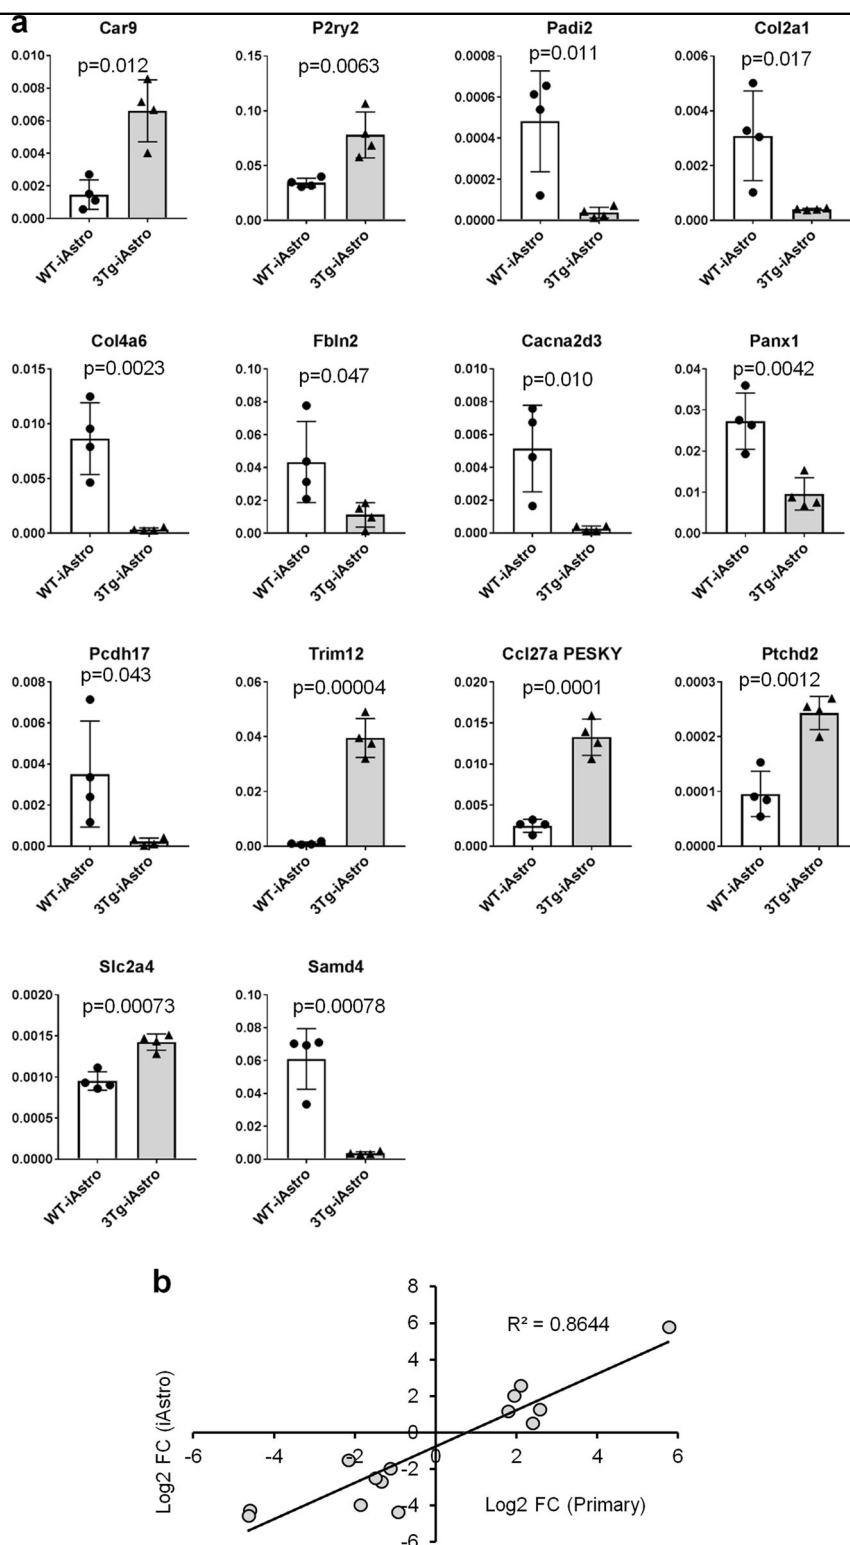 a
Car9 P2ry2 Padi2 Col2a1
p=0.012 p=0.0063 p=0.011 p=0.017
0.010 0.15 0.0008 0.006
0.008
0.10 0.0006
0.006 0.004
0.0004
0.004 0.05 0.002
0.002 0.0002
0.000 0.00 0.0000 0.000
WT-iAstro 3Tg-iAstro WT-iAstro 3Tg-iAstro WT-iAstro 3Tg-iAstro WT-iAstro 3Tg-iAstro
Col4a6 Fbln2 Cacna2d3 Panx1
p=0.0023 p=0.047 p=0.010 p=0.0042
0.015 0.10 0.010 0.04
0.08 0.008
0.010 0.03
0.06 0.006
0.02
0.04 0.004
0.005 0.01
0.02 0.002
0.000 0.00 0.000 0.00
WT-iAstro 3Tg-iAstro WT-iAstro 3Tg-iAstro WT-iAstro 3Tg-iAstro WT-iAstro 3Tg-iAstro
Pcdh17 Trim12 Ccl27a PESKY Ptchd2
p=0.043 p=0.00004 p=0.0001 p=0.0012
0.008 0.06 0.020 0.0003
0.006 0.015
0.04 0.0002
0.004 0.010
0.02 0.0001
0.002 0.005
0.000 0.00 0.000 0.0000
WT-iAstro 3Tg-iAstro WT-iAstro 3Tg-iAstro WT-iAstro 3Tg-iAstro WT-iAstro 3Tg-iAstro
Slc2a4 Samd4
p=0.00073 p=0.00078
0.0020 0.10
0.08
0.0015
0.06
0.0010
0.04
0.0005
0.02
0.0000 0.00
WT-iAstro 3Tg-iAstro WT-iAstro 3Tg-iAstro
b
8
6
R² = 0.8644
4
2
0
-6 -4 -2 0 2 4 6
-2
-4
-6
Log2 FC (iAstro)
Log2 FC (Primary)